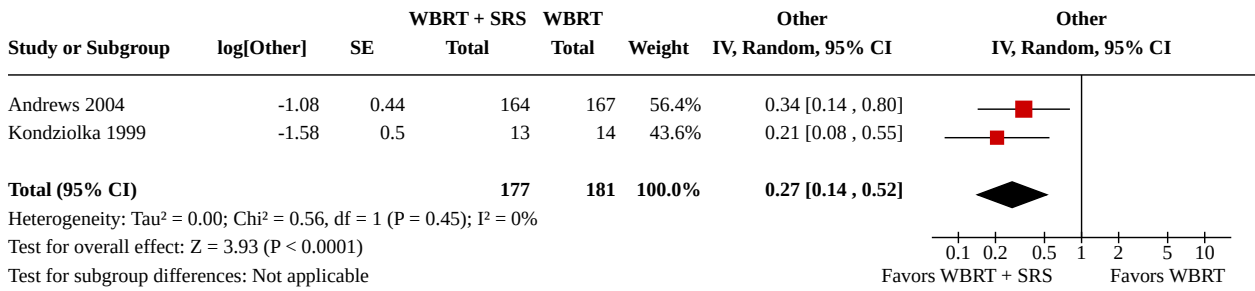 WBRT + SRS WBRT Other Other
Study or Subgroup log[Other] SE Total Total Weight IV, Random, 95% CI IV, Random, 95% CI
Andrews 2004 -1.08 0.44 164 167 56.4% 0.34 [0.14 , 0.80]
Kondziolka 1999 -1.58 0.5 13 14 43.6% 0.21 [0.08 , 0.55]
Total (95% CI) 177 181 100.0% 0.27 [0.14 , 0.52]
Heterogeneity: Tau² = 0.00; Chi² = 0.56, df = 1 (P = 0.45); I² = 0%
Test for overall effect: Z = 3.93 (P < 0.0001)
0.1 0.2 0.5 1 2 5 10
Test for subgroup differences: Not applicable
Favors WBRT + SRS Favors WBRT